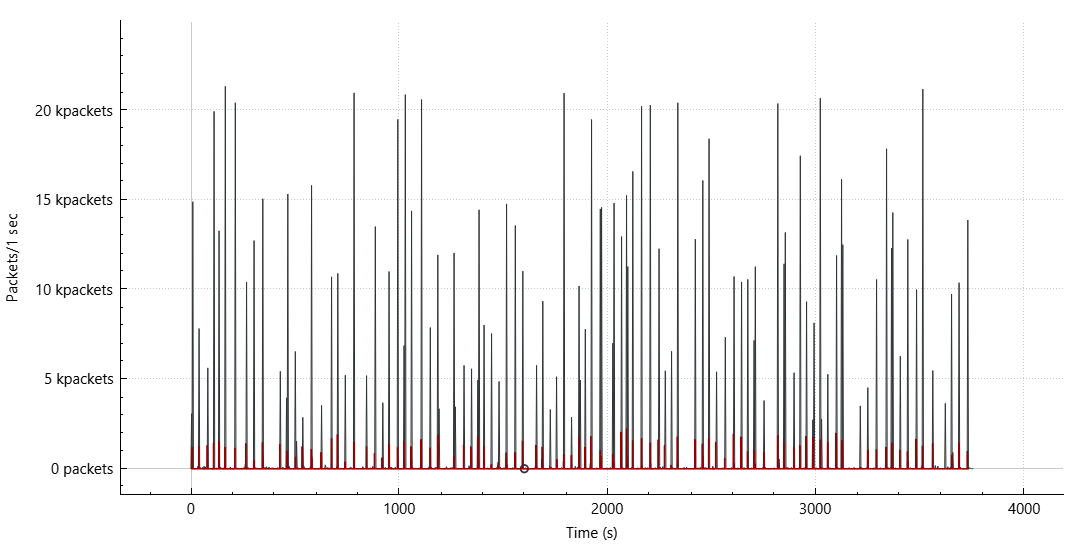 20 kpackets
15 kpackets
10 kpackets
5 kpackets
0 packets
Packets/1 sec
0 1000 2000 3000 4000
Time (s)